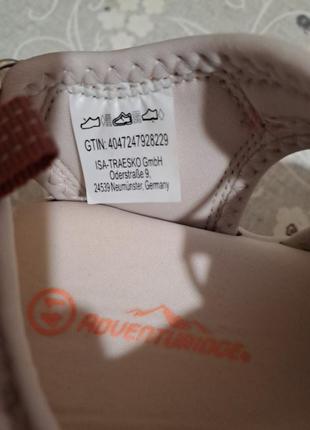 GTIN: 4047247928229
ISA-TRAESKO GmbH
Oderstraße 9,
24539 Neumünster, Germany
ADVENTURIDGE®